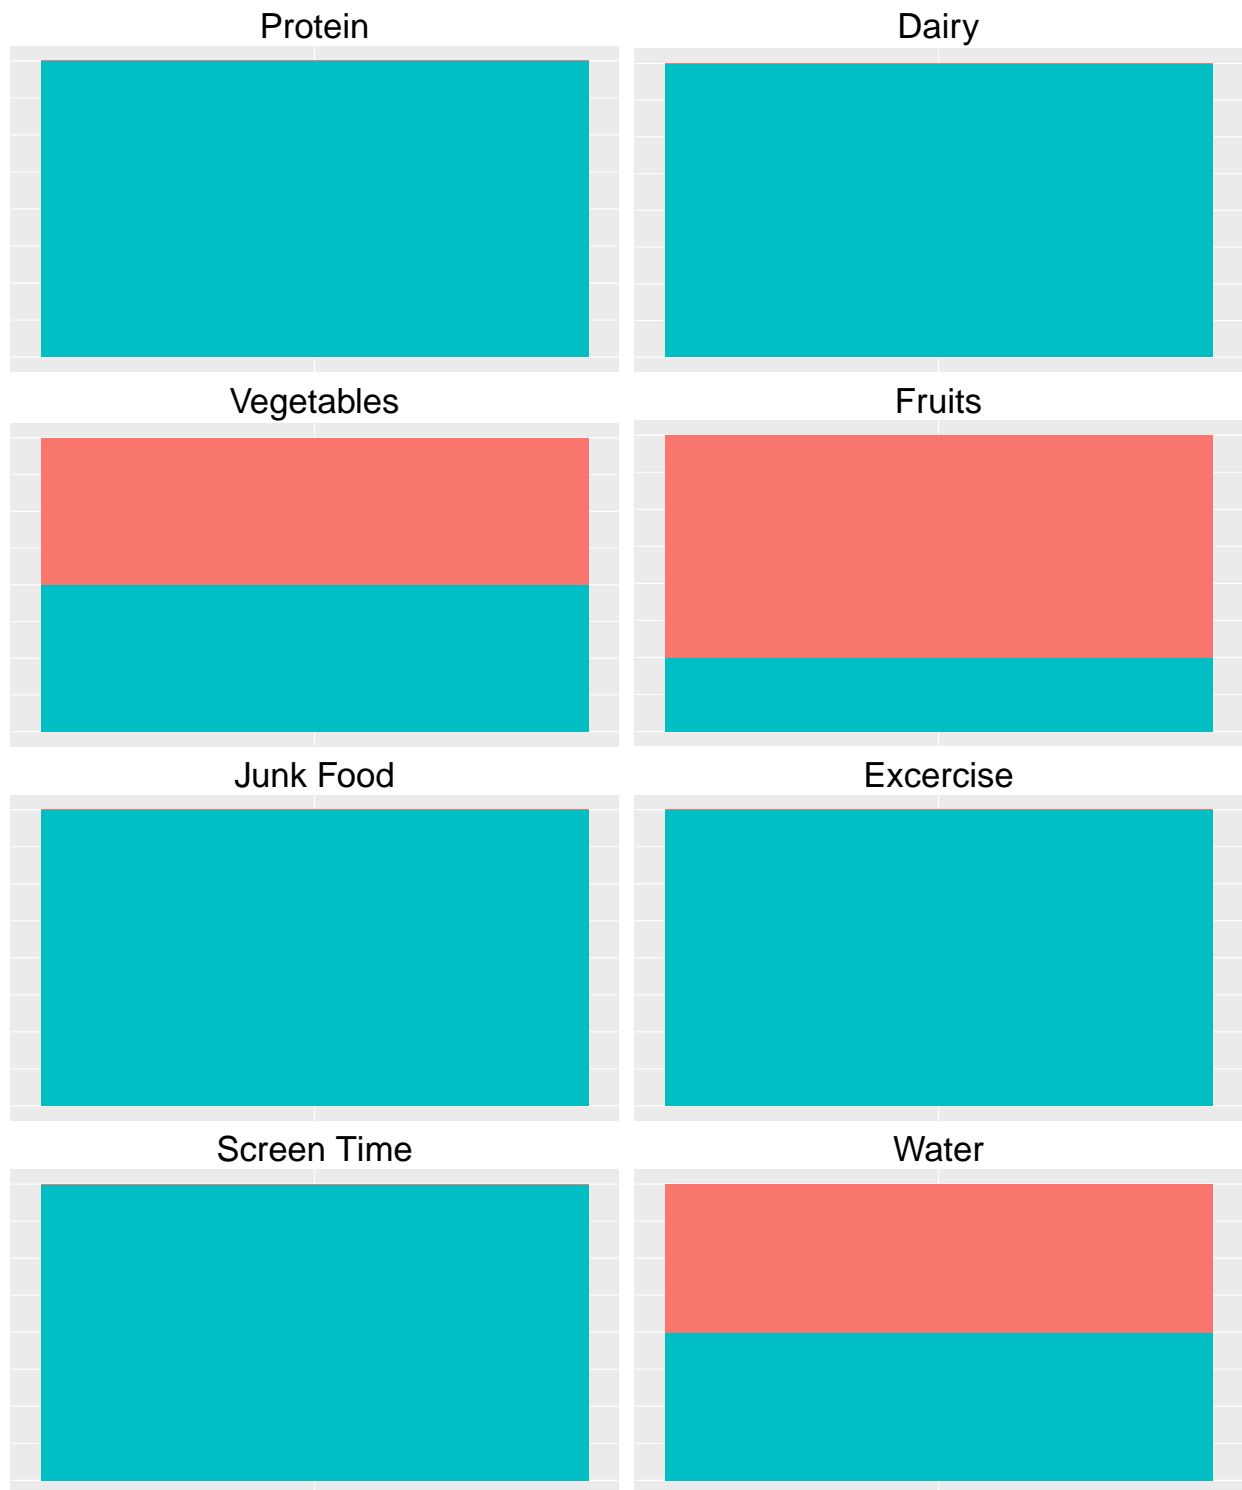 Protein
Dairy
Vegetables
Fruits
Junk Food
Excercise
Screen Time
Water